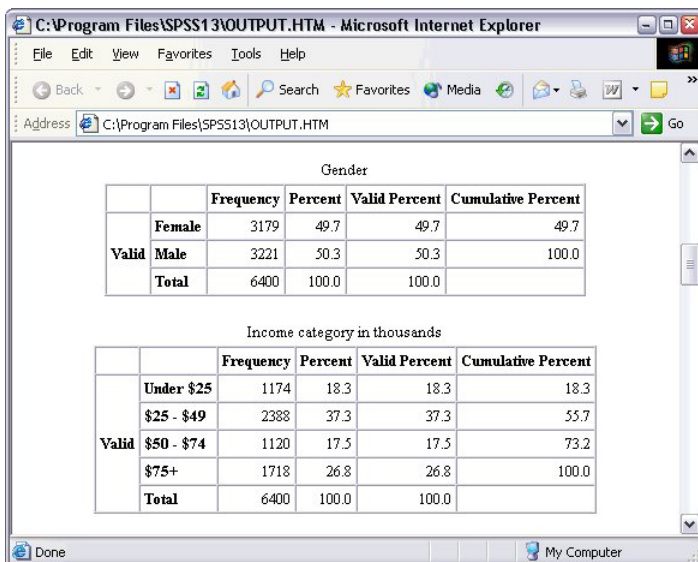 C:\Program Files\SPSS13\OUTPUT.HTM - Microsoft Internet Explorer
File Edit View Favorites Tools Help
Back Search Favorites Media W »
Address C:\Program Files\SPSS13\OUTPUT.HTM Go
Gender
Frequency Percent Valid Percent Cumulative Percent
Valid Female 3179 49.7 49.7 49.7
Male 3221 50.3 50.3 100.0
Total 6400 100.0 100.0
Income category in thousands
Frequency Percent Valid Percent Cumulative Percent
Valid Under $25 1174 18.3 18.3 18.3
$25 - $49 2388 37.3 37.3 55.7
$50 - $74 1120 17.5 17.5 73.2
$75+ 1718 26.8 26.8 100.0
Total 6400 100.0 100.0
Done My Computer